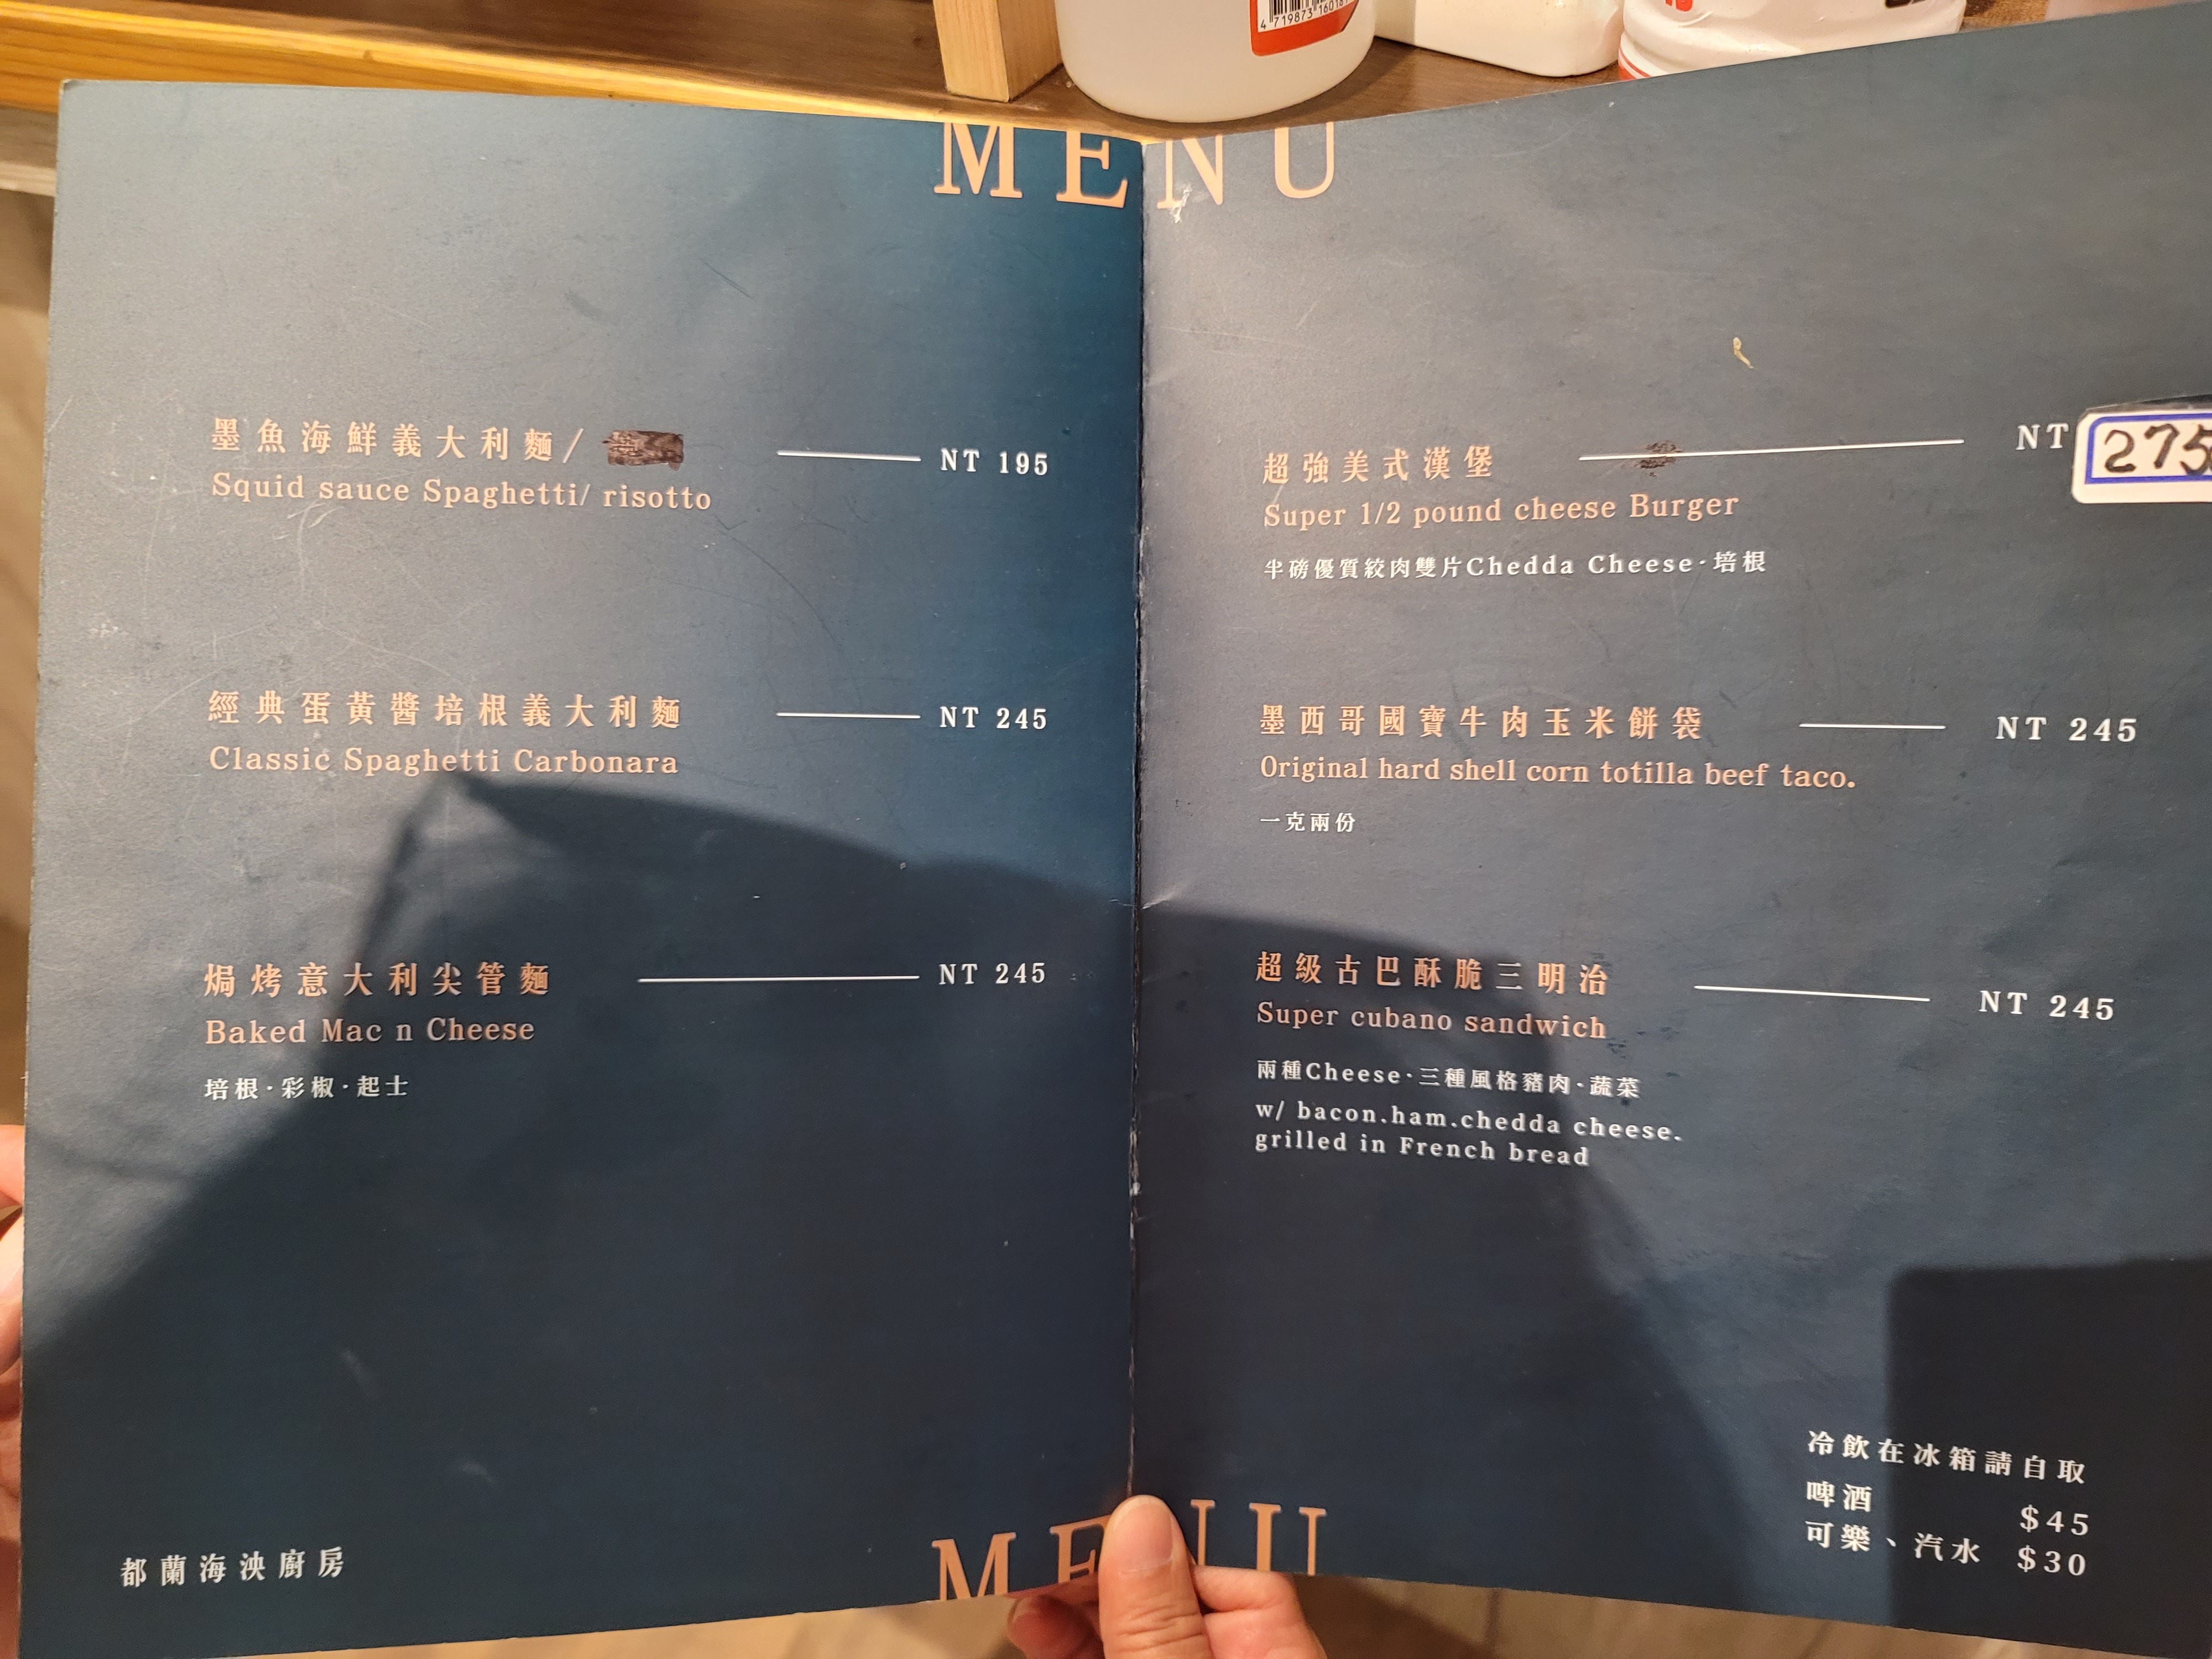 MENU
墨魚海鮮義大利麵/
NT 195
Squid sauce Spaghetti/ risotto
經典蛋黃醬培根義大利麵
NT 245
Classic Spaghetti Carbonara
焗烤意大利尖管麵
NT 245
Baked Mac n Cheese
培根·彩椒·起士
都蘭海泱廚房
超強美式漢堡
NT 275
Super 1/2 pound cheese Burger
半磅優質絞肉雙片Chedda Cheese·培根
墨西哥國寶牛肉玉米餅袋
NT 245
Original hard shell corn totilla beef taco.
一克兩份
超級古巴酥脆三明治
NT 245
Super cubano sandwich
兩種Cheese·三種風格豬肉·蔬菜
w/ bacon.ham.chedda cheese.
grilled in French bread
冷飲在冰箱請自取
啤酒 $45
可樂、汽水 $30
MENU